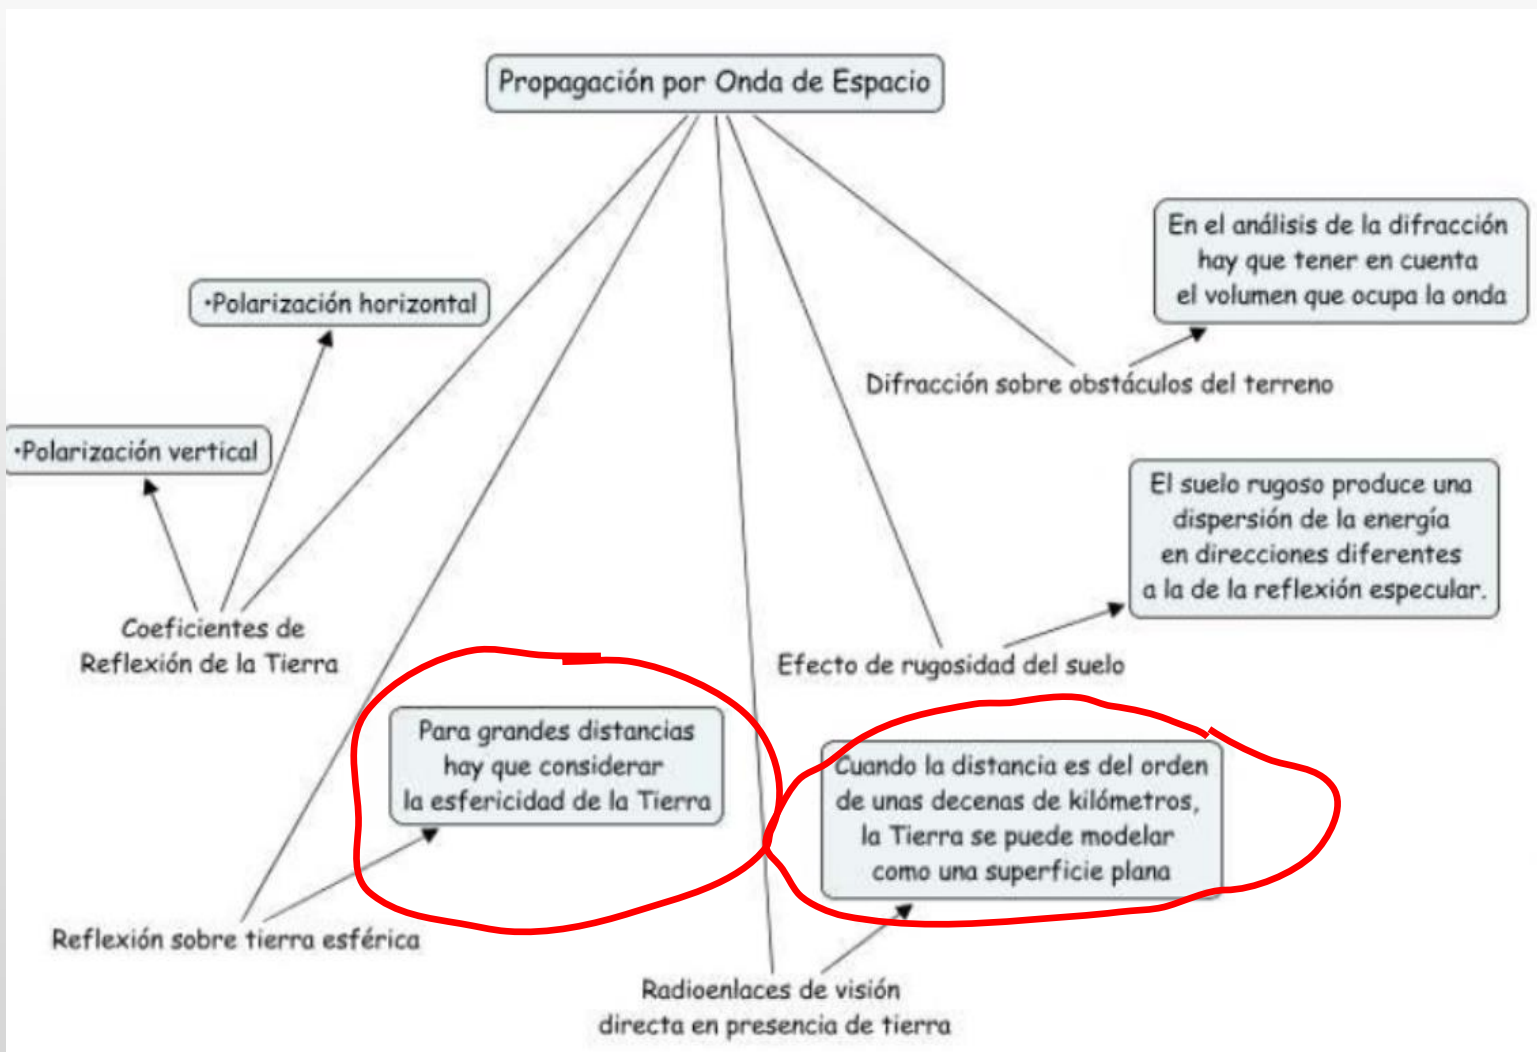 Propagación por Onda de Espacio
En el análisis de la difracción
hay que tener en cuenta
el volumen que ocupa la onda
•Polarización horizontal
Difracción sobre obstáculos del terreno
•Polarización vertical
El suelo rugoso produce una
dispersión de la energía
en direcciones diferentes
a la de la reflexión especular.
Coeficientes de
Reflexión de la Tierra
Efecto de rugosidad del suelo
Para grandes distancias
hay que considerar
la esfericidad de la Tierra
Cuando la distancia es del orden
de unas decenas de kilómetros,
la Tierra se puede modelar
como una superficie plana
Reflexión sobre tierra esférica
Radioenlaces de visión
directa en presencia de tierra